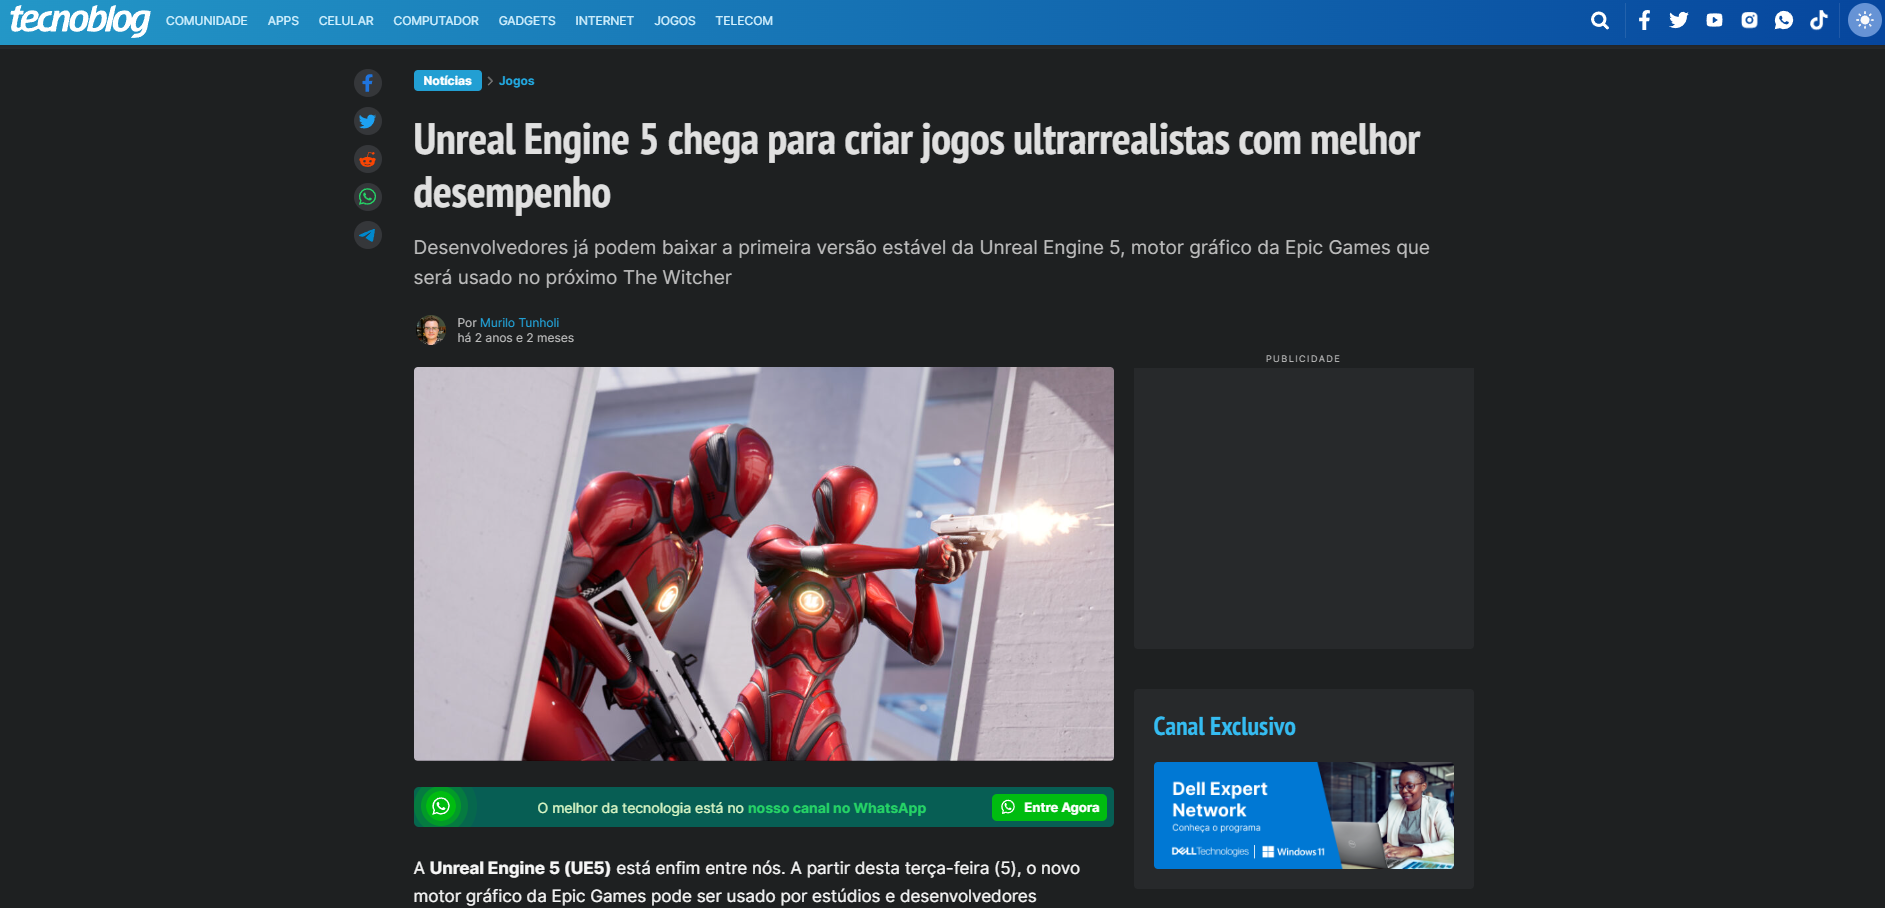 tecnoblog COMUNIDADE APPS CELULAR COMPUTADOR GADGETS INTERNET JOGOS TELECOM
Notícias > Jogos
Unreal Engine 5 chega para criar jogos ultrarrealistas com melhor
desempenho
Desenvolvedores já podem baixar a primeira versão estável da Unreal Engine 5, motor gráfico da Epic Games que
será usado no próximo The Witcher
Por Murilo Tunholi
há 2 anos e 2 meses
PUBLICIDADE
O melhor da tecnologia está no nosso canal no WhatsApp
Entre Agora
A Unreal Engine 5 (UE5) está enfim entre nós. A partir desta terça-feira (5), o novo
motor gráfico da Epic Games pode ser usado por estúdios e desenvolvedores
Canal Exclusivo
Dell Expert
Network
Conheça o programa
DELL Technologies | Windows 11